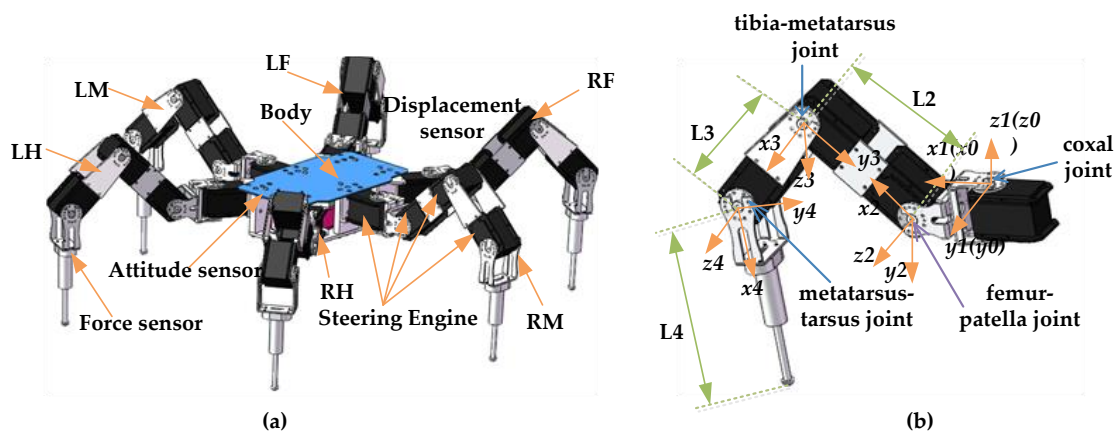 LF
RF
LM
Body
Displacement
sensor
LH
Attitude sensor
RH
Force sensor
Steering Engine
RM
(a)
tibia-metatarsus
joint
L2
L3
z1(z0
)
x1(x0
)
coxal
joint
x3
y3
z3
x2
y4
y1(y0)
z4
z2
y2
x4
metatarsus-
tarsus joint
femur-
patella joint
L4
(b)